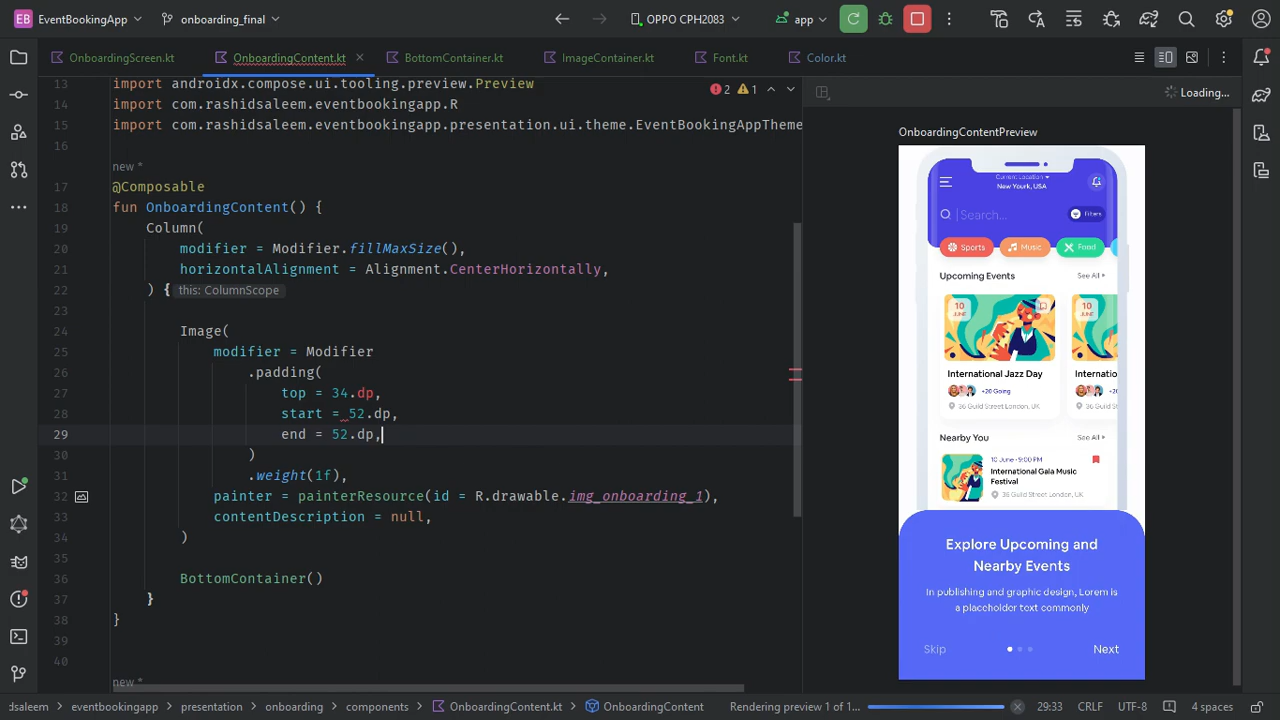 EB EventBookingApp onboarding_final OPPO CPH2083 app
OnboardingScreen.kt OnboardingContent.kt BottomContainer.kt ImageContainer.kt Font.kt Color.kt
13 import androidx.compose.ui.tooling.preview.Preview
14 import com.rashidsaleem.eventbookingapp.R
15 import com.rashidsaleem.eventbookingapp.presentation.ui.theme.EventBookingAppTheme
2 1
16
new *
17 @Composable
18 fun OnboardingContent() {
19 Column(
20 modifier = Modifier.fillMaxSize(),
21 horizontalAlignment = Alignment.CenterHorizontally,
22 ) { this: ColumnScope
23
24 Image(
25 modifier = Modifier
26 .padding(
27 top = 34.dp,
28 start = 52.dp,
29 end = 52.dp,
30 )
31 .weight(1f),
32 painter = painterResource(id = R.drawable.img_onboarding_1),
33 contentDescription = null,
34 )
35
36 BottomContainer()
37 }
38 }
39
40
new *
Loading...
OnboardingContentPreview
Current Location
New Yourk, USA
Search... Filters
Sports Music Food
Upcoming Events See All
10 JUNE 10 JUNE
International Jazz Day Internationa
+20 Going
36 Guild Street London, UK 36 Guild
Nearby You See All
10 June - 9:00 PM
International Gala Music
Festival
36 Guild Street London, UK
Explore Upcoming and
Nearby Events
In publishing and graphic design, Lorem is
a placeholder text commonly
Skip Next
dsaleem eventbookingapp presentation onboarding components OnboardingContent.kt OnboardingContent Rendering preview 1 of 1... 29:33 CRLF UTF-8 4 spaces